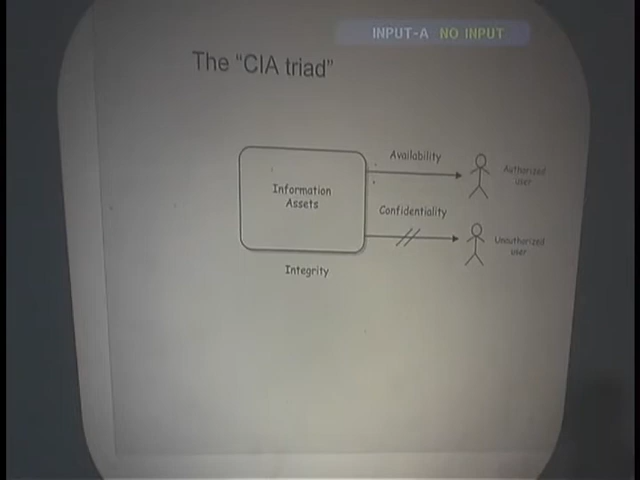 INPUT-A NO INPUT
The "CIA triad"
Availability
Authorized
user
Information
Assets
Confidentiality
Unauthorized
user
Integrity